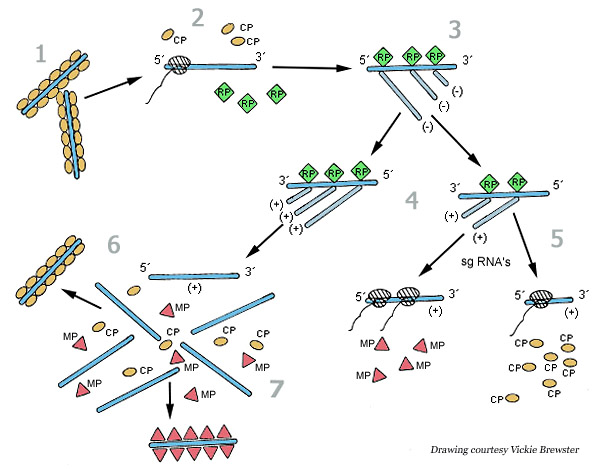 1
2
CP
CP
CP
5´ 3´
RP RP RP
3
RP RP RP
5´ 3´
(-)
(-)
(-)
4
RP RP RP
3´ 5´
(+)
(+)
(+)
RP RP
3´ 5´
(+)
(+)
sg RNA's
5
5´ 3´
(+)
MP MP
MP MP
5´ 3´
(+)
CP CP
CP CP
CP CP
CP
6
5´ 3´
(+)
MP
CP
MP CP CP
MP MP
CP MP
MP
7
Drawing courtesy Vickie Brewster